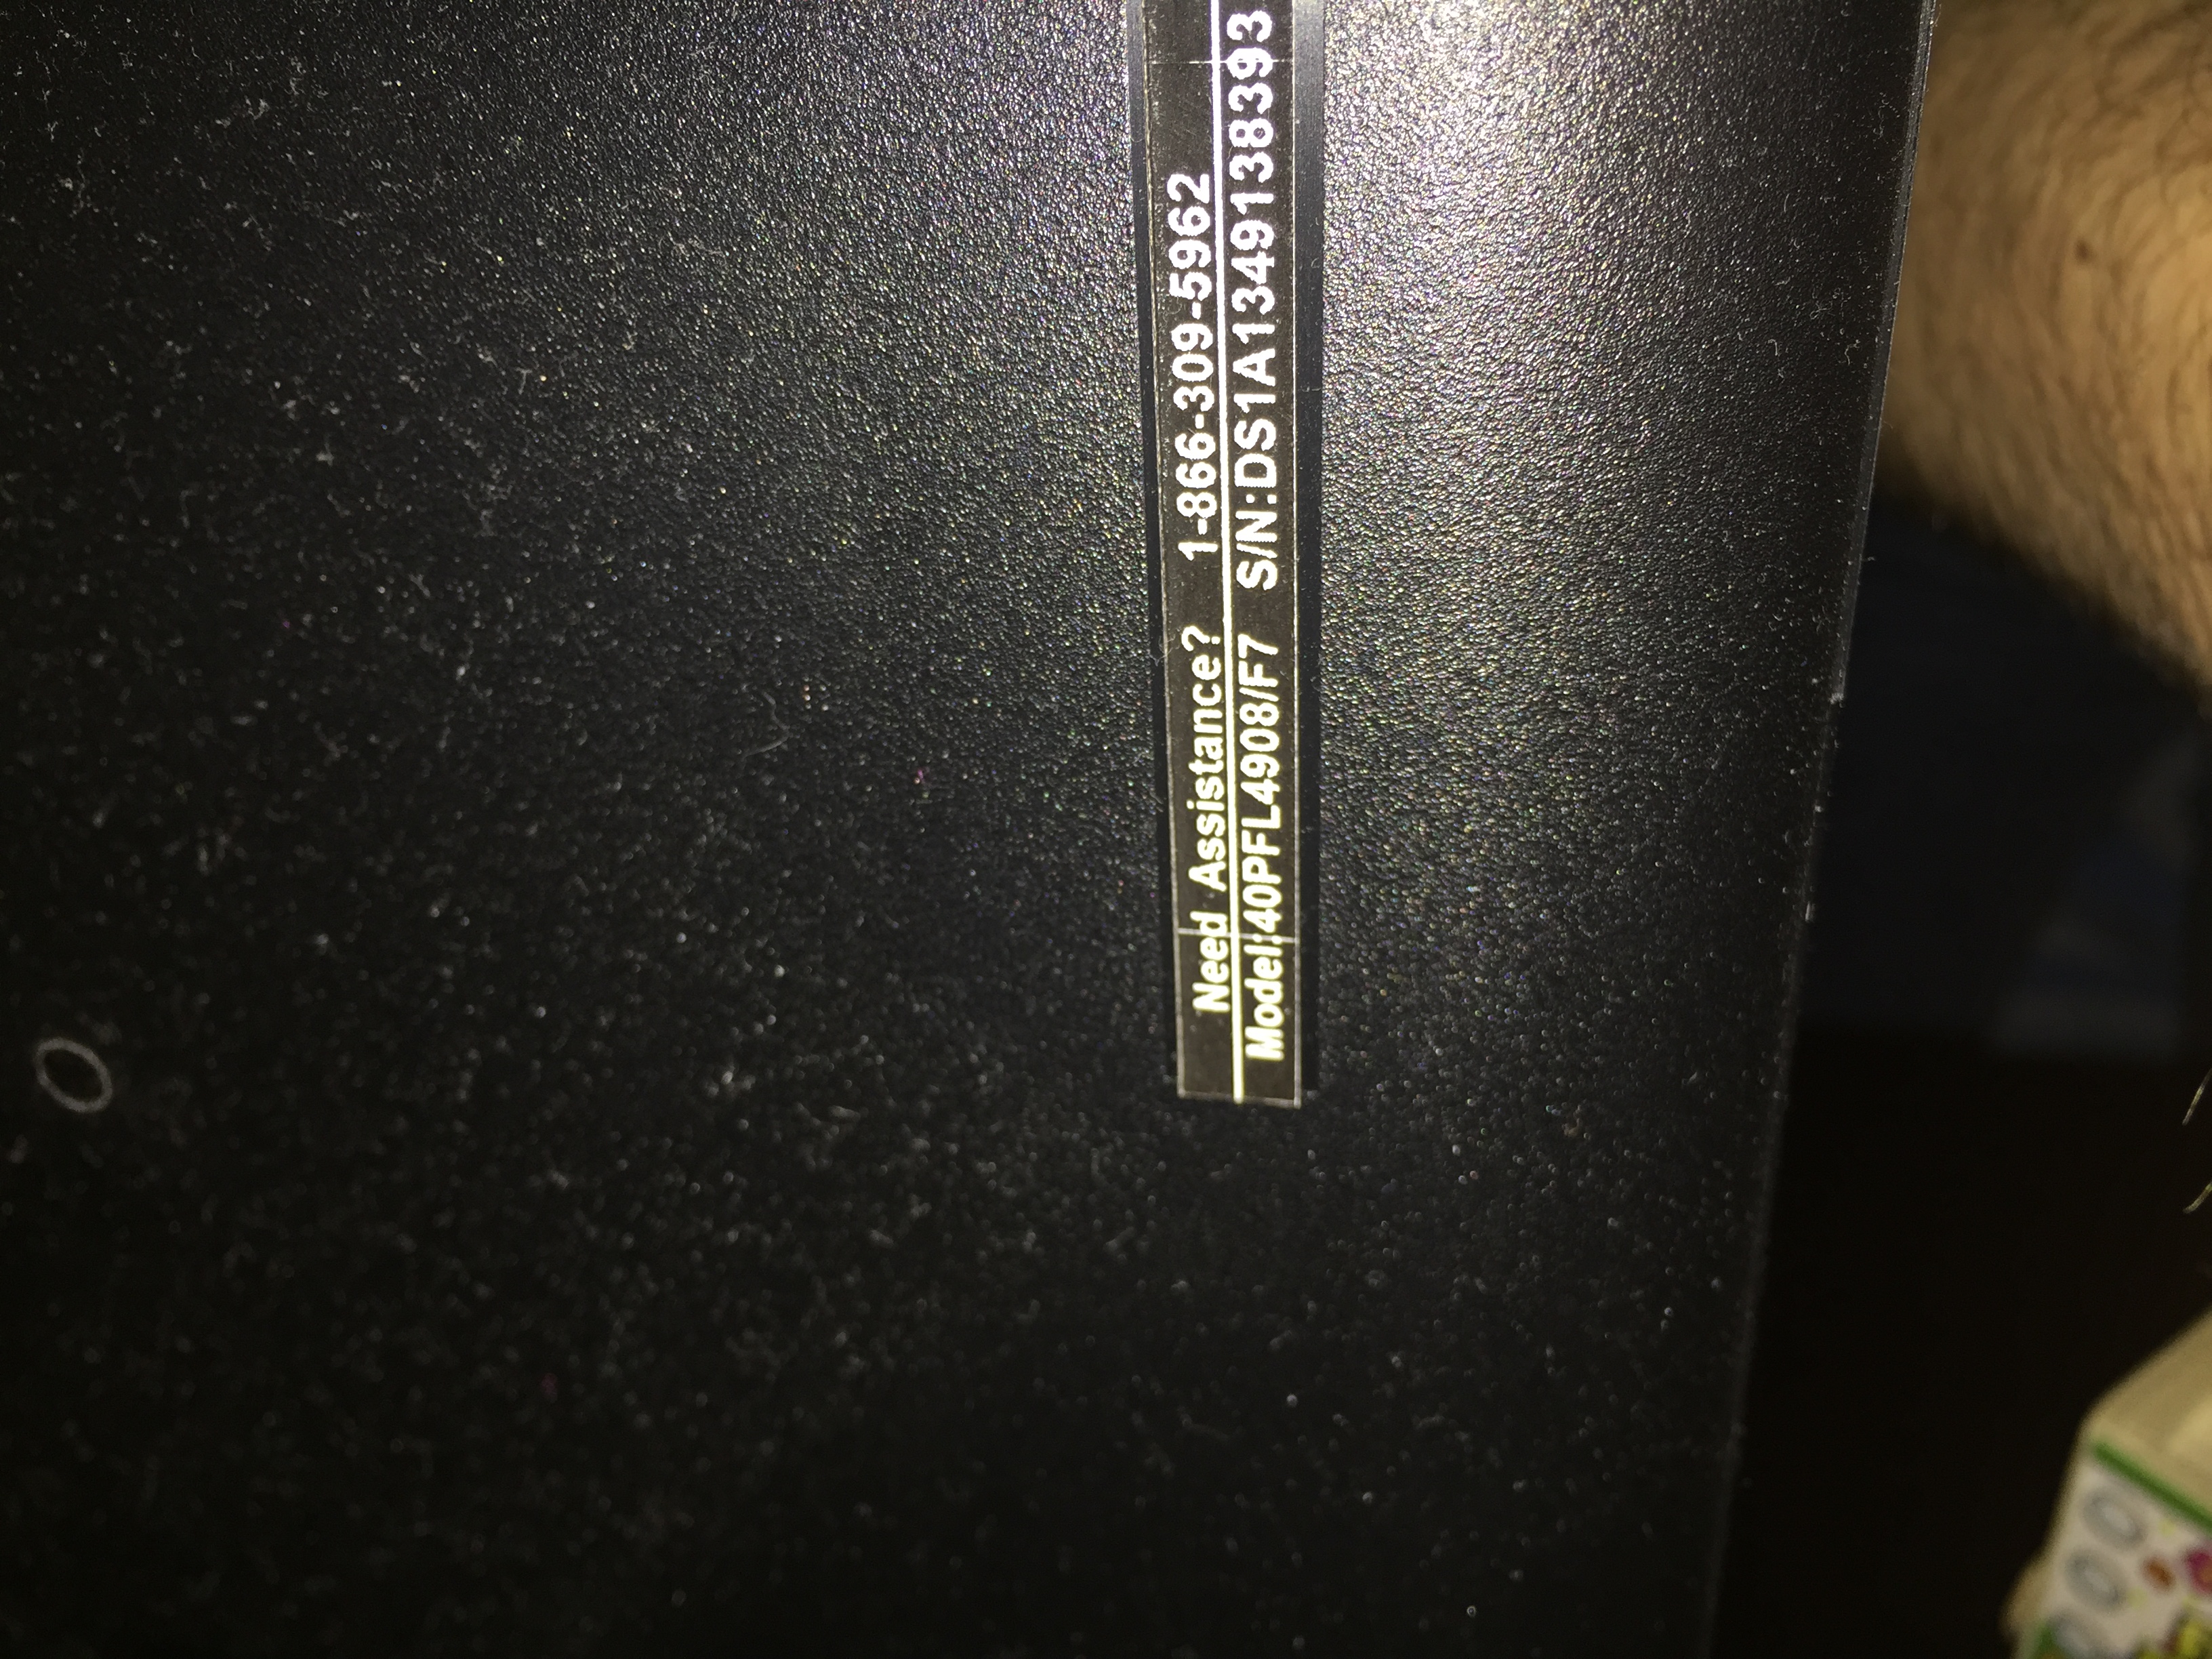 Need Assistance? 1-866-309-5962
Model:40PFL4908/F7 S/N:DS1A1349138393